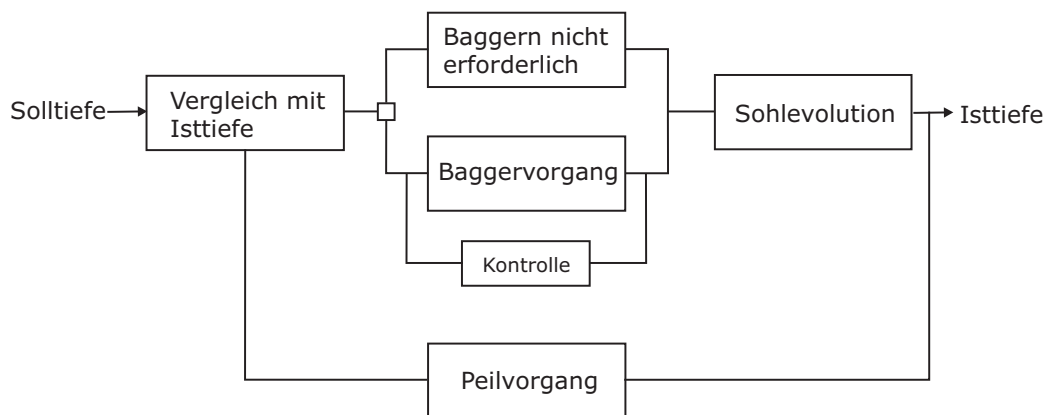 Solltiefe
Vergleich mit
Isttiefe
Baggern nicht
erforderlich
Baggervorgang
Kontrolle
Sohlevolution
Isttiefe
Peilvorgang